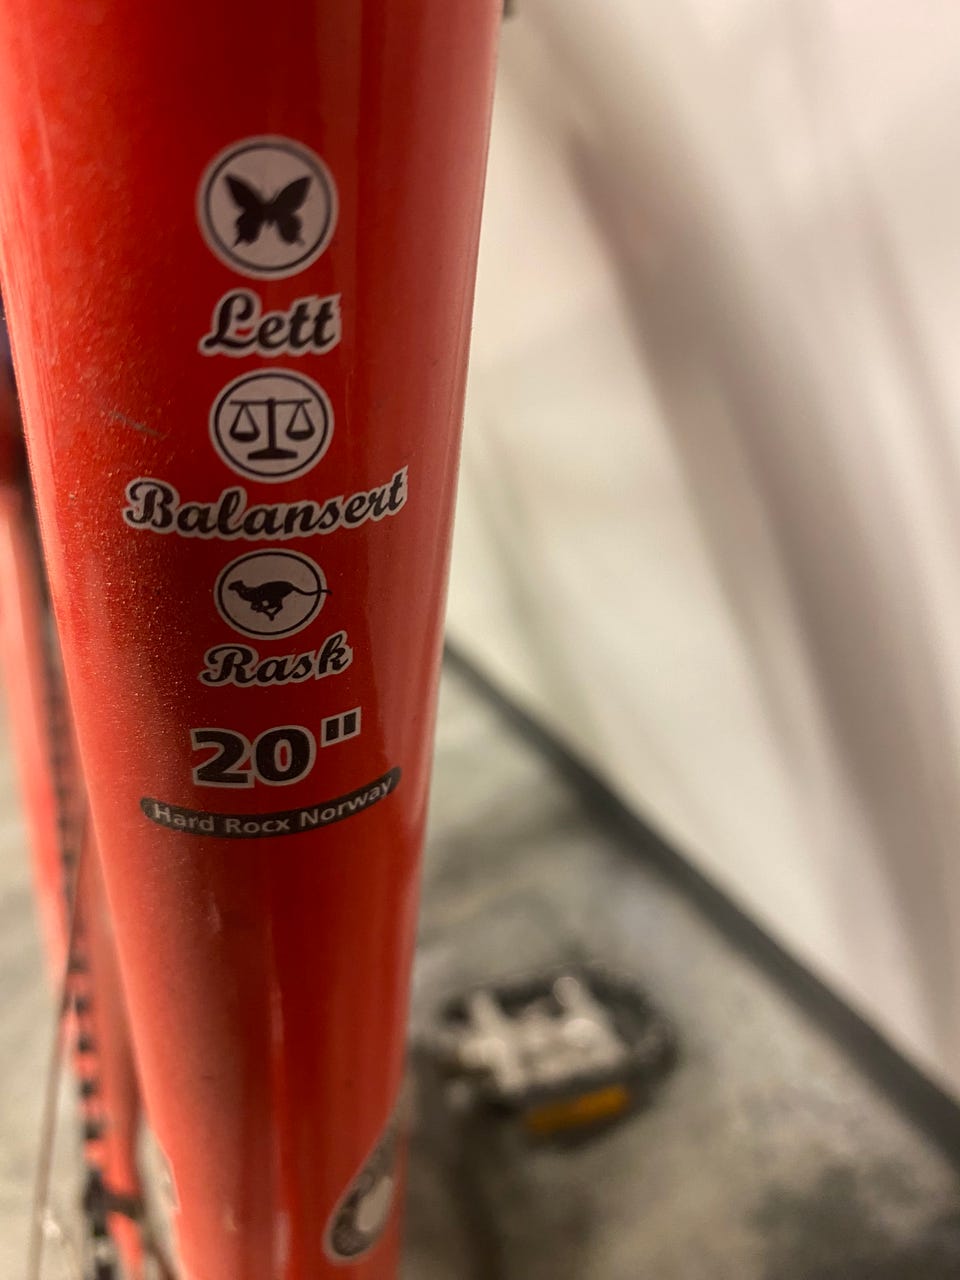 Lett
Balansert
Rask
20"
Hard Rocx Norway